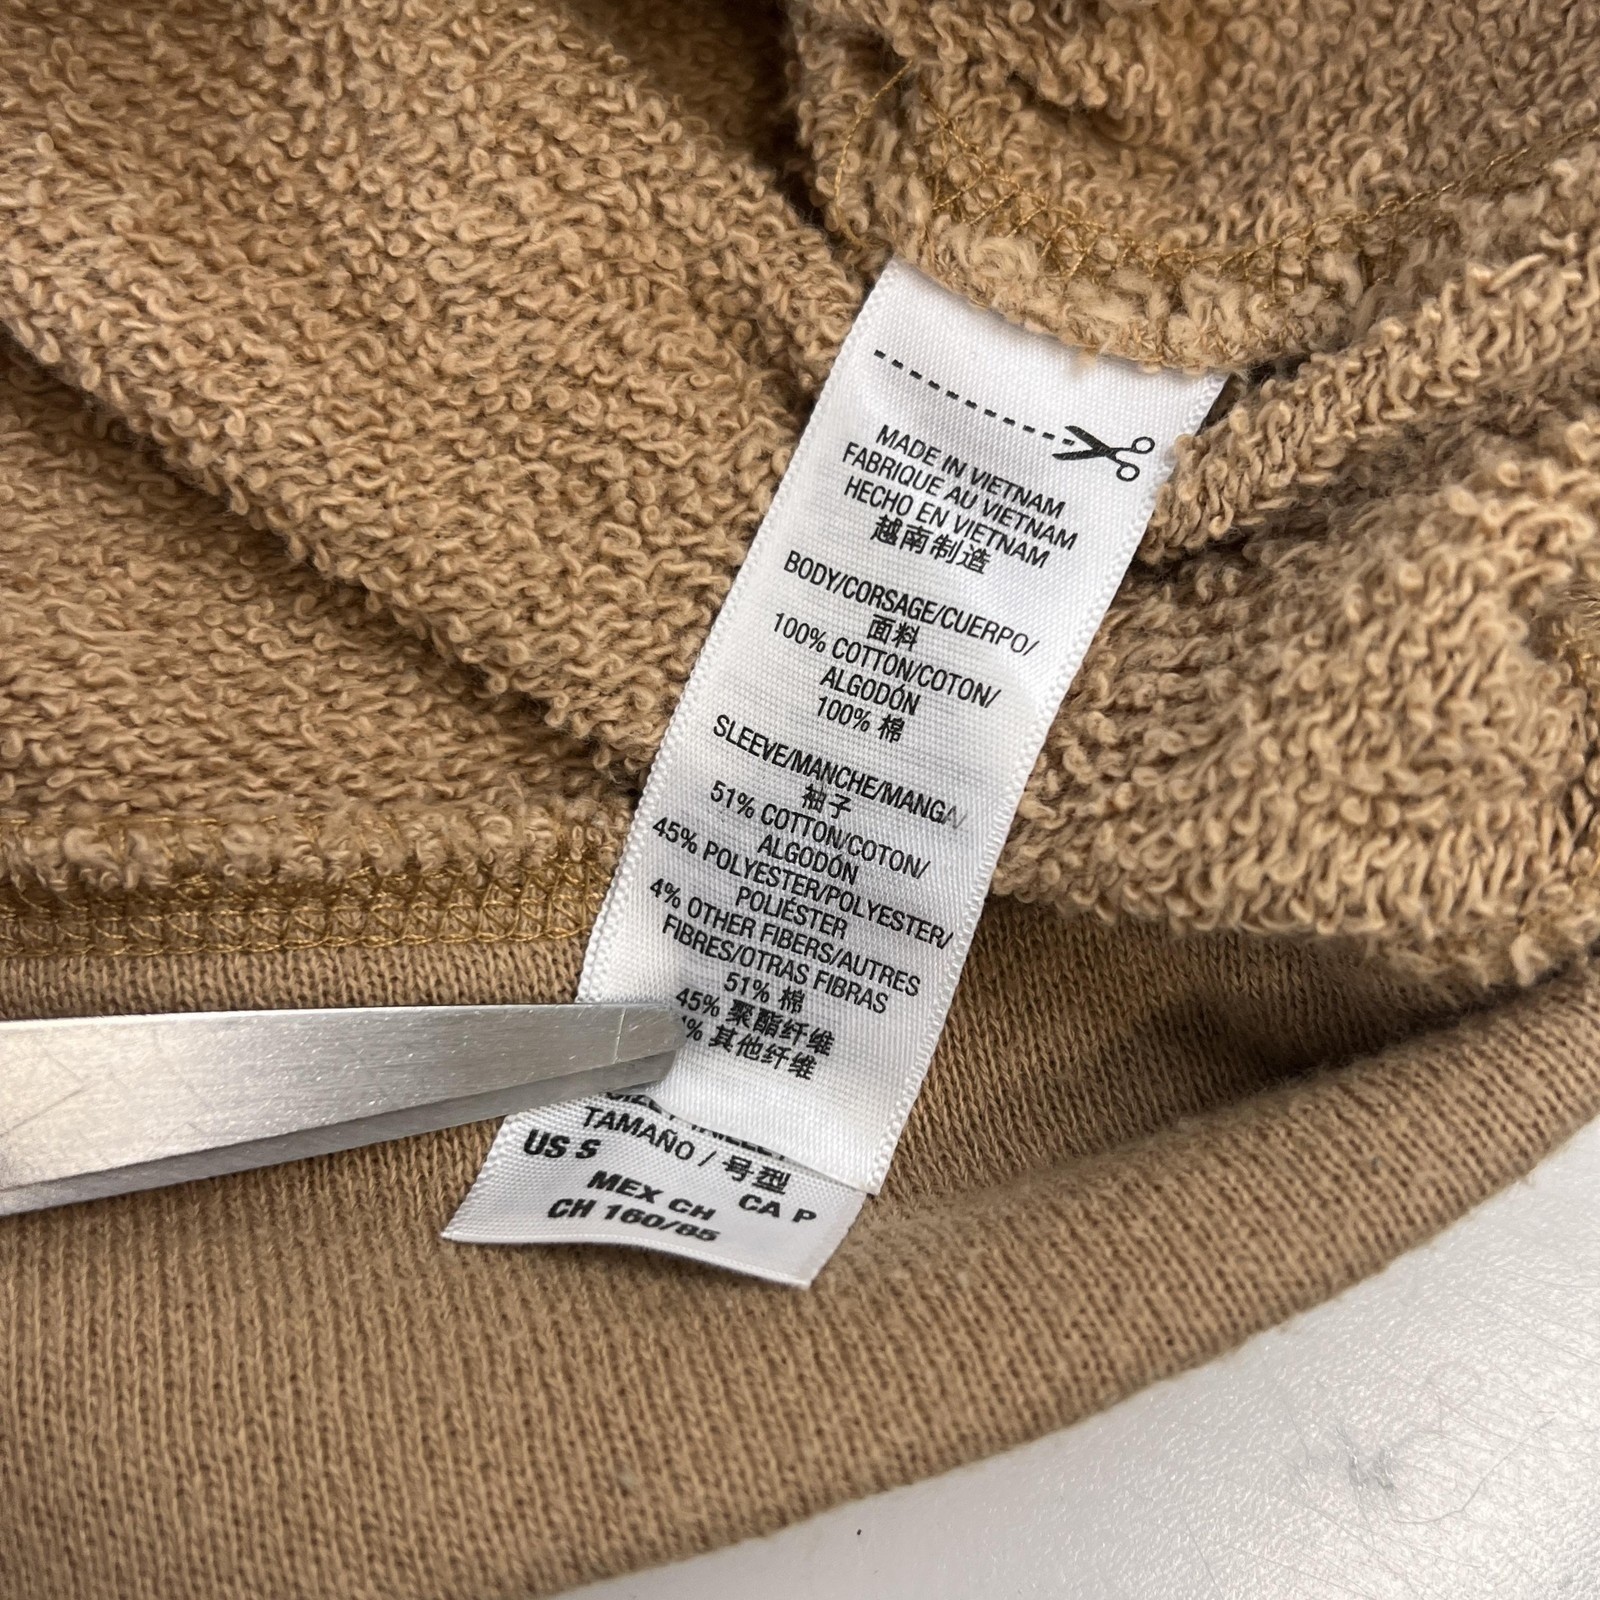 MADE IN VIETNAM
FABRIQUE AU VIETNAM
HECHO EN VIETNAM
越南制造
BODY/CORSAGE/CUERPO/
面料
100% COTTON/COTON/
ALGODÓN
100% 棉
SLEEVE/MANCHE/MANGA/
袖子
51% COTTON/COTON/
ALGODÓN
45% POLYESTER/POLYESTER/
POLIÉSTER
4% OTHER FIBERS/AUTRES
FIBRES/OTRAS FIBRAS
51% 棉
45% 聚酯纤维
% 其他纤维
TAMAÑO / 号型
US S CA P
MEX CH
CH 160/85